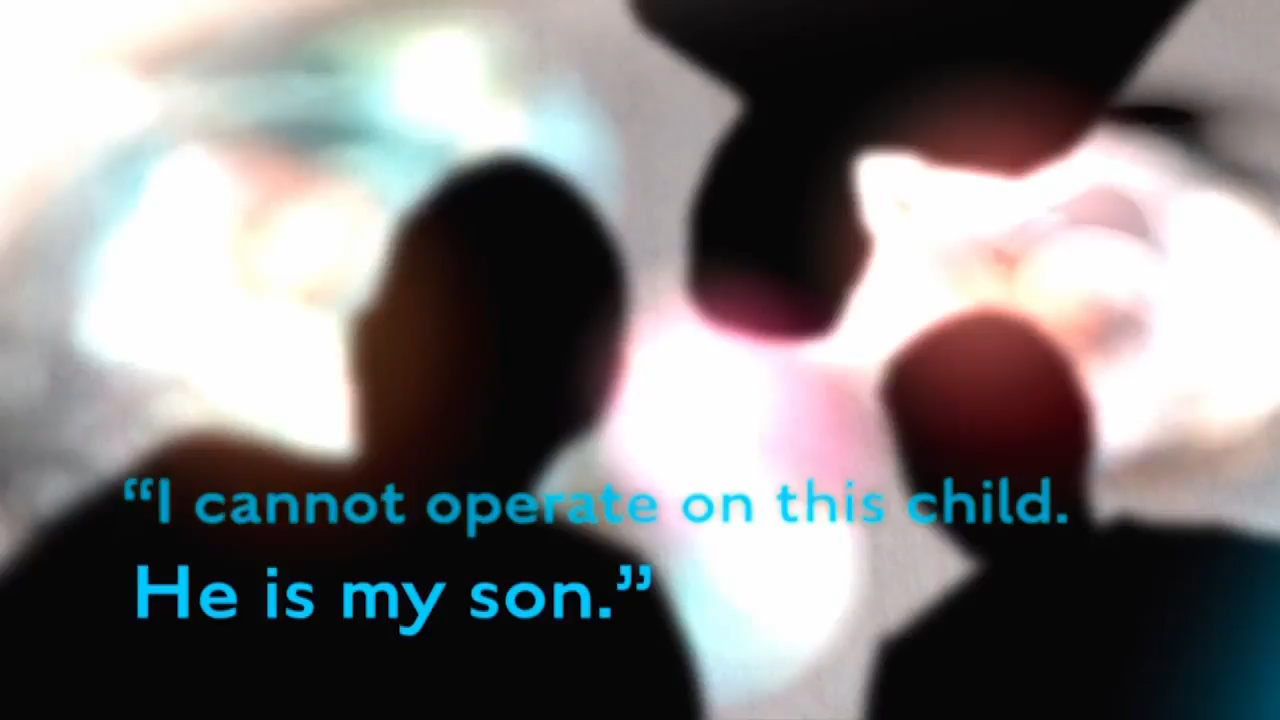 “I cannot operate on this child.
He is my son.”